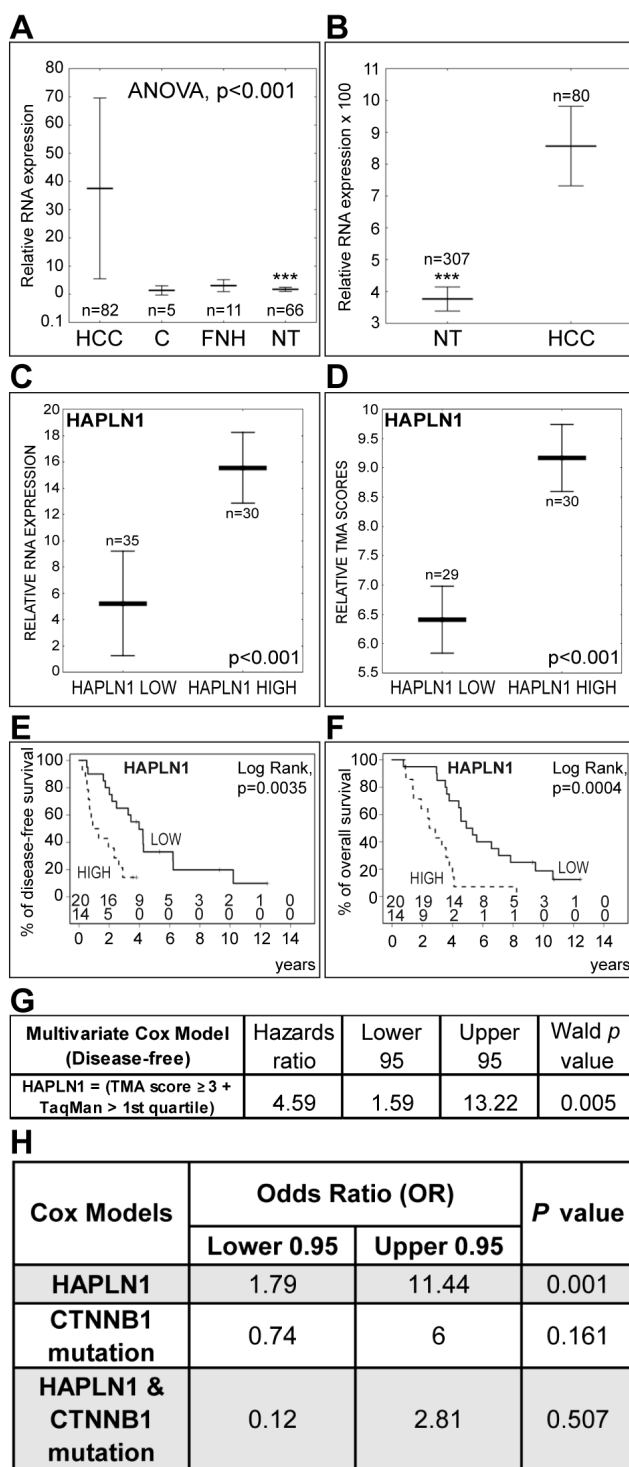 A
Relative RNA expression
80
70
60
50
40
30
20
10
0
0.1
ANOVA, p<0.001
***
n=82
n=5
n=11
n=66
HCC
C
FNH
NT
B
Relative RNA expression x 100
11
10
9
8
7
6
5
4
3
n=80
n=307
***
NT
HCC
C
RELATIVE RNA EXPRESSION
20
18
16
14
12
10
8
6
4
2
0
HAPLN1
n=35
n=30
p<0.001
HAPLN1 LOW
HAPLN1 HIGH
D
RELATIVE TMA SCORES
10
9.5
9.0
8.5
8.0
7.5
7.0
6.5
6.0
5.5
HAPLN1
n=30
n=29
p<0.001
HAPLN1 LOW
HAPLN1 HIGH
E
% of disease-free survival
100
80
60
40
20
HAPLN1
Log Rank,
p=0.0035
LOW
HIGH
20 16 9 5 3 2 1 0
14 5 0 0 0 0 0 0
0 2 4 6 8 10 12 14
years
F
% of overall survival
100
80
60
40
20
HAPLN1
Log Rank,
p=0.0004
LOW
HIGH
20 19 14 8 5 3 1 0
14 9 2 1 1 0 0 0
0 2 4 6 8 10 12 14
years
G
Multivariate Cox Model
(Disease-free)
Hazards
ratio
Lower
95
Upper
95
Wald p
value
HAPLN1 = (TMA score ≥ 3 +
TaqMan > 1st quartile)
4.59
1.59
13.22
0.005
H
Cox Models
Odds Ratio (OR)
P value
Lower 0.95
Upper 0.95
HAPLN1
1.79
11.44
0.001
CTNNB1
mutation
0.74
6
0.161
HAPLN1 &
CTNNB1
mutation
0.12
2.81
0.507